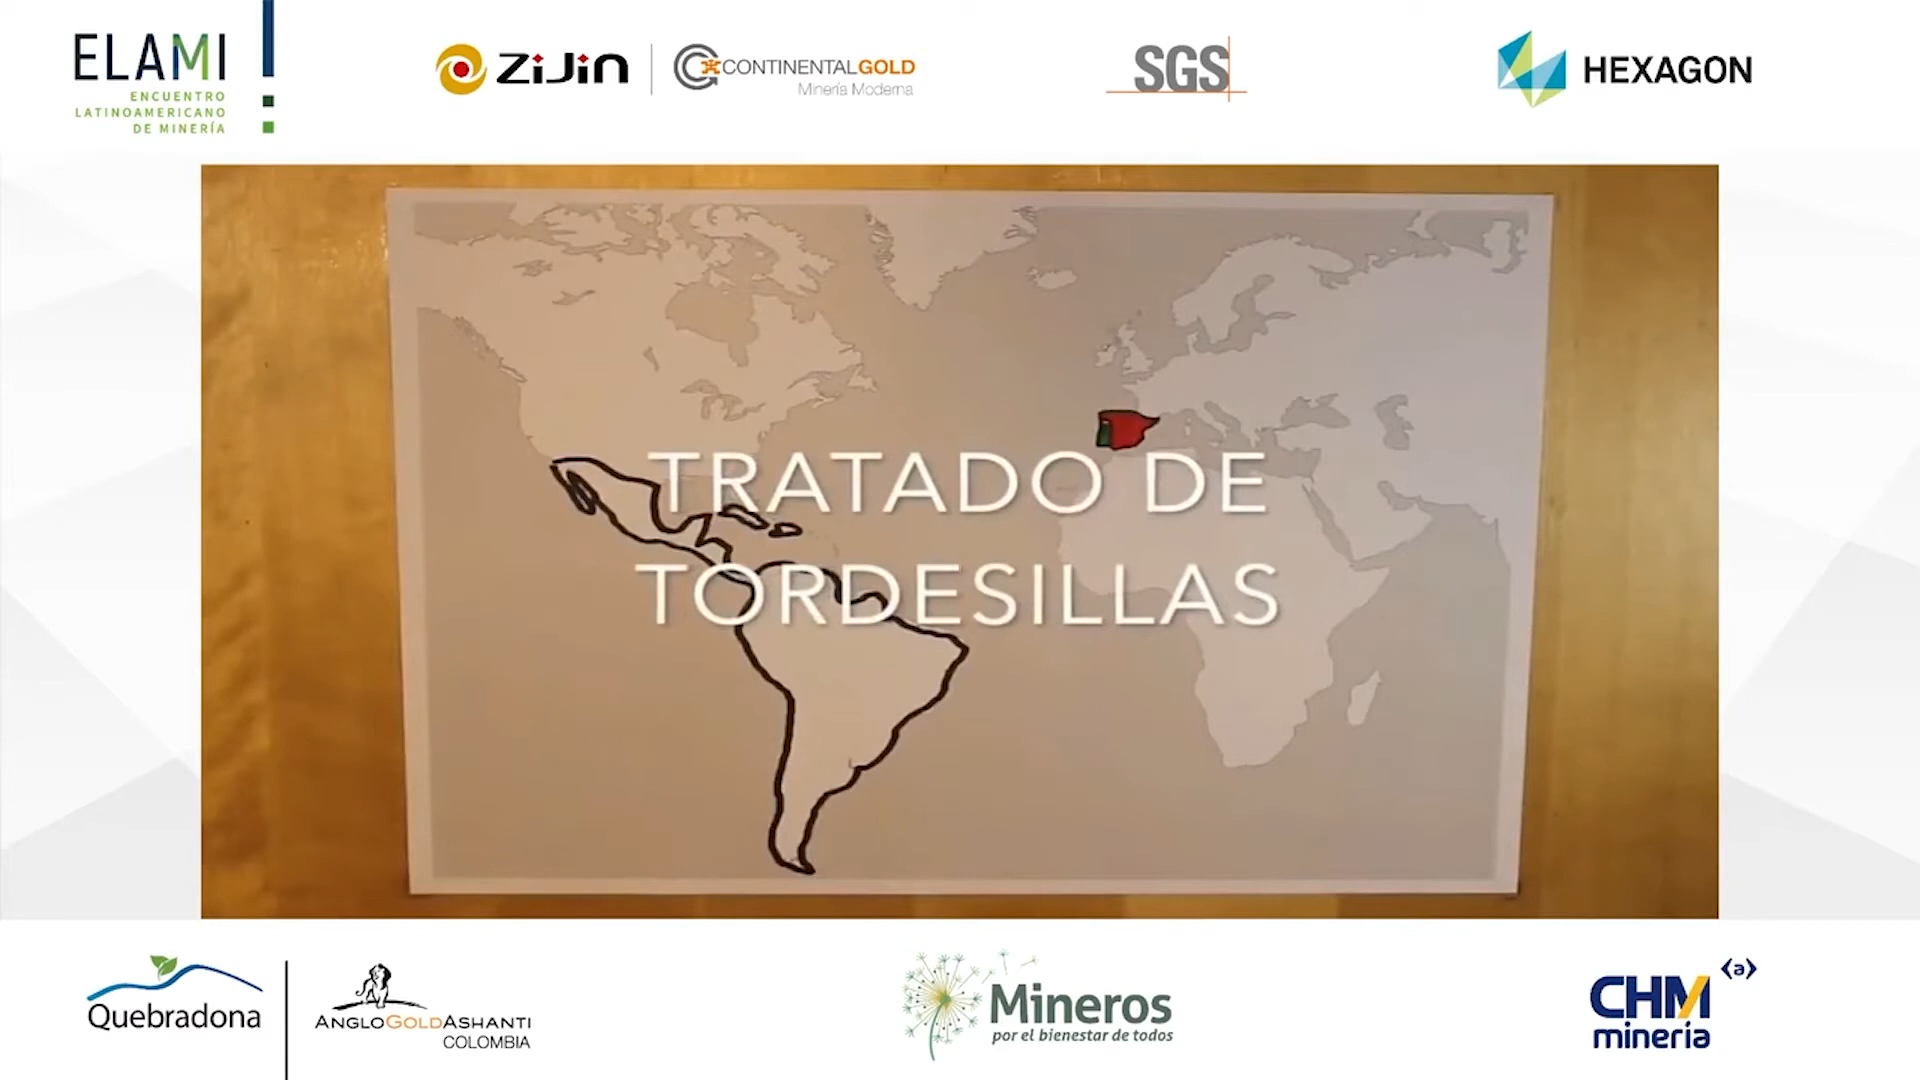 ELAMI
ENCUENTRO
LATINOAMERICANO
DE MINERÍA
ZiJin
CONTINENTALGOLD
Minería Moderna
SGS
HEXAGON
TRATADO DE
TORDESILLAS
Quebradona
ANGLOGOLDASHANTI
COLOMBIA
Mineros
por el bienestar de todos
CHM
minería
(a)